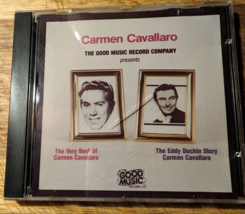 Carmen Cavallaro
THE GOOD MUSIC RECORD COMPANY
presents
The Very Best Of
Carmen Cavallaro
The Eddy Duchin Story
Carmen Cavallaro
GOOD
MUSIC